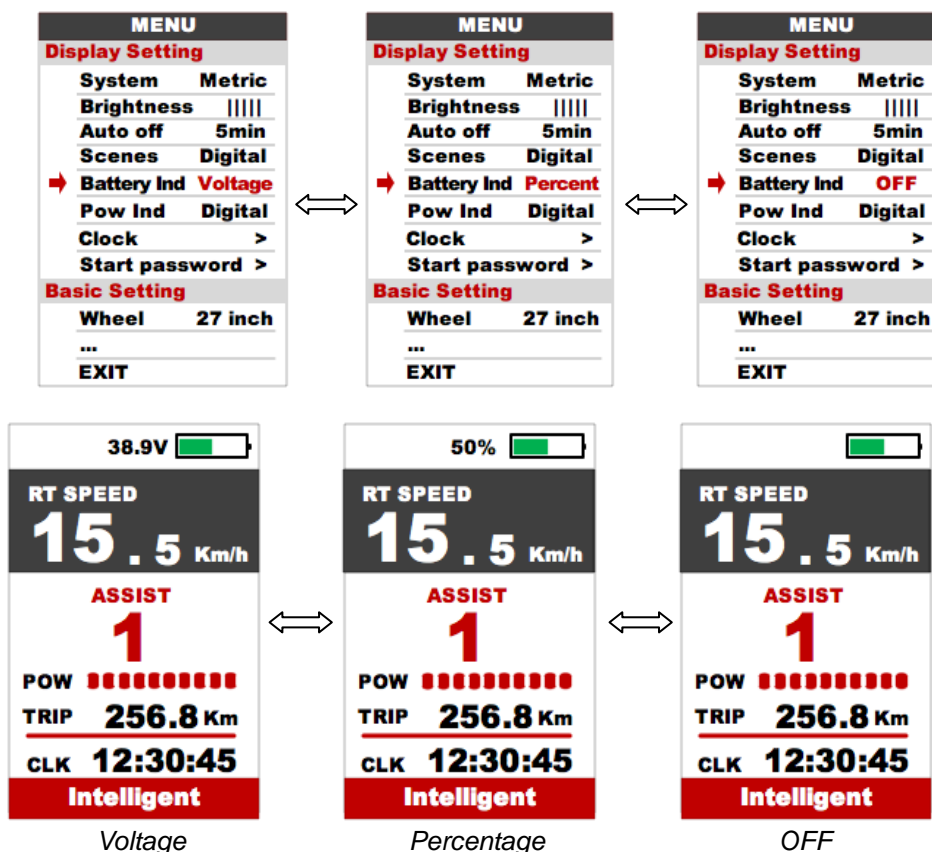 MENU
Display Setting
System Metric
Brightness |||||
Auto off 5min
Scenes Digital
Battery Ind Voltage
Pow Ind Digital
Clock >
Start password >
Basic Setting
Wheel 27 inch
...
EXIT
MENU
Display Setting
System Metric
Brightness |||||
Auto off 5min
Scenes Digital
Battery Ind Percent
Pow Ind Digital
Clock >
Start password >
Basic Setting
Wheel 27 inch
...
EXIT
MENU
Display Setting
System Metric
Brightness |||||
Auto off 5min
Scenes Digital
Battery Ind OFF
Pow Ind Digital
Clock >
Start password >
Basic Setting
Wheel 27 inch
...
EXIT
38.9V
RT SPEED
15.5 Km/h
ASSIST
1
POW
TRIP 256.8 Km
CLK 12:30:45
Intelligent
Voltage
50%
RT SPEED
15.5 Km/h
ASSIST
1
POW
TRIP 256.8 Km
CLK 12:30:45
Intelligent
Percentage
RT SPEED
15.5 Km/h
ASSIST
1
POW
TRIP 256.8 Km
CLK 12:30:45
Intelligent
OFF